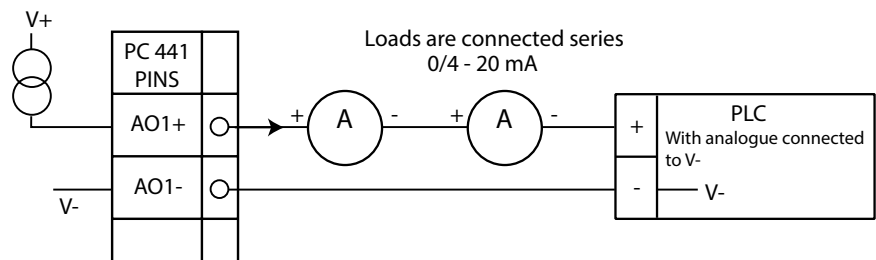 V+
PC 441
PINS
Loads are connected series
0/4 - 20 mA
AO1+
+ A - + A -
+
PLC
With analogue connected
to V-
V-
AO1-
-
V-